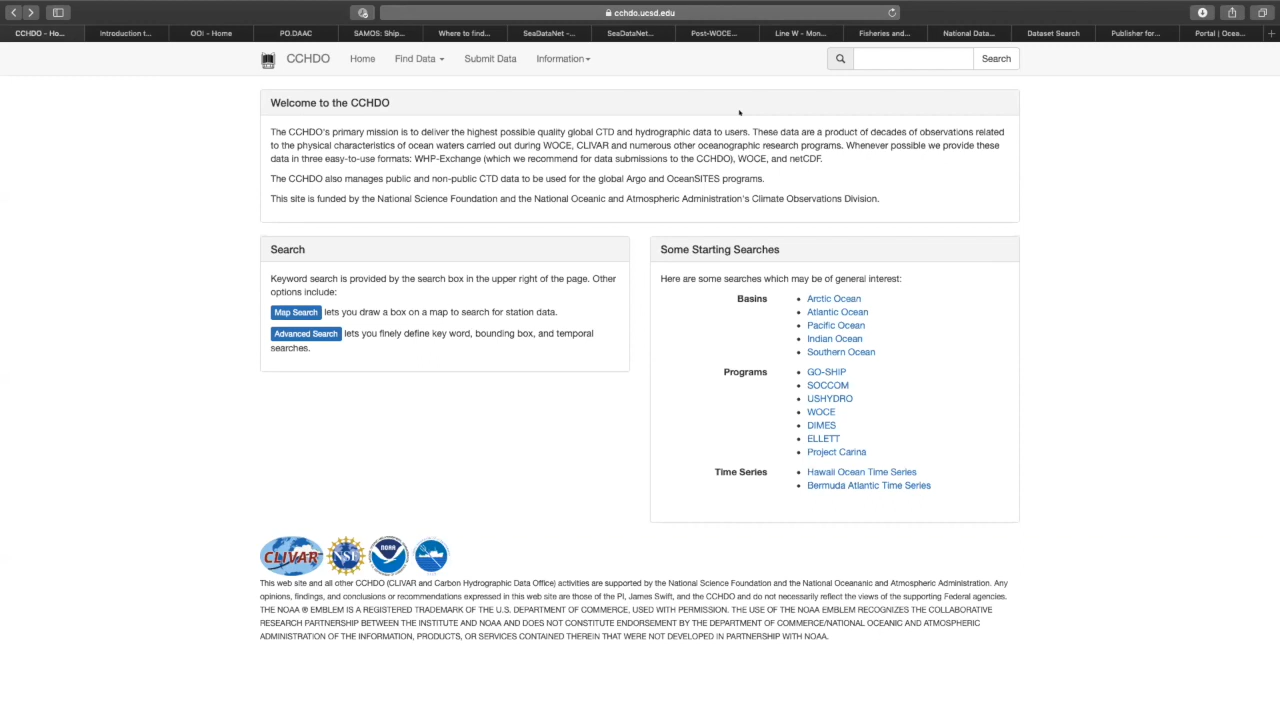 cchdo.ucsd.edu
CCHDO - Ho...
Introduction t...
OOI - Home
PO.DAAC
SAMOS: Ship...
Where to find...
SeaDataNet -...
SeaDataNet...
Post-WOCE...
Line W - Mon...
Fisheries and...
National Data...
Dataset Search
Publisher for...
Portal | Ocea...
CCHDO Home Find Data Submit Data Information Search
Welcome to the CCHDO
The CCHDO's primary mission is to deliver the highest possible quality global CTD and hydrographic data to users. These data are a product of decades of observations related
to the physical characteristics of ocean waters carried out during WOCE, CLIVAR and numerous other oceanographic research programs. Whenever possible we provide these
data in three easy-to-use formats: WHP-Exchange (which we recommend for data submissions to the CCHDO), WOCE, and netCDF.
The CCHDO also manages public and non-public CTD data to be used for the global Argo and OceanSITES programs.
This site is funded by the National Science Foundation and the National Oceanic and Atmospheric Administration's Climate Observations Division.
Search
Keyword search is provided by the search box in the upper right of the page. Other
options include:
Map Search lets you draw a box on a map to search for station data.
Advanced Search lets you finely define key word, bounding box, and temporal
searches.
Some Starting Searches
Here are some searches which may be of general interest:
Basins
Arctic Ocean
Atlantic Ocean
Pacific Ocean
Indian Ocean
Southern Ocean
Programs
GO-SHIP
SOCCOM
USHYDRO
WOCE
DIMES
ELLETT
Project Carina
Time Series
Hawaii Ocean Time Series
Bermuda Atlantic Time Series
CLIVAR
NSF
NOAA
This web site and all other CCHDO (CLIVAR and Carbon Hydrographic Data Office) activities are supported by the National Science Foundation and the National Oceananic and Atmospheric Administration. Any
opinions, findings, and conclusions or recommendations expressed in this web site are those of the PI, James Swift, and the CCHDO and do not necessarily reflect the views of the supporting Federal agencies.
THE NOAA ® EMBLEM IS A REGISTERED TRADEMARK OF THE U.S. DEPARTMENT OF COMMERCE, USED WITH PERMISSION. THE USE OF THE NOAA EMBLEM RECOGNIZES THE COLLABORATIVE
RESEARCH PARTNERSHIP BETWEEN THE INSTITUTE AND NOAA AND DOES NOT CONSTITUTE ENDORSEMENT BY THE DEPARTMENT OF COMMERCE/NATIONAL OCEANIC AND ATMOSPHERIC
ADMINISTRATION OF THE INFORMATION, PRODUCTS, OR SERVICES CONTAINED THEREIN THAT WERE NOT DEVELOPED IN PARTNERSHIP WITH NOAA.